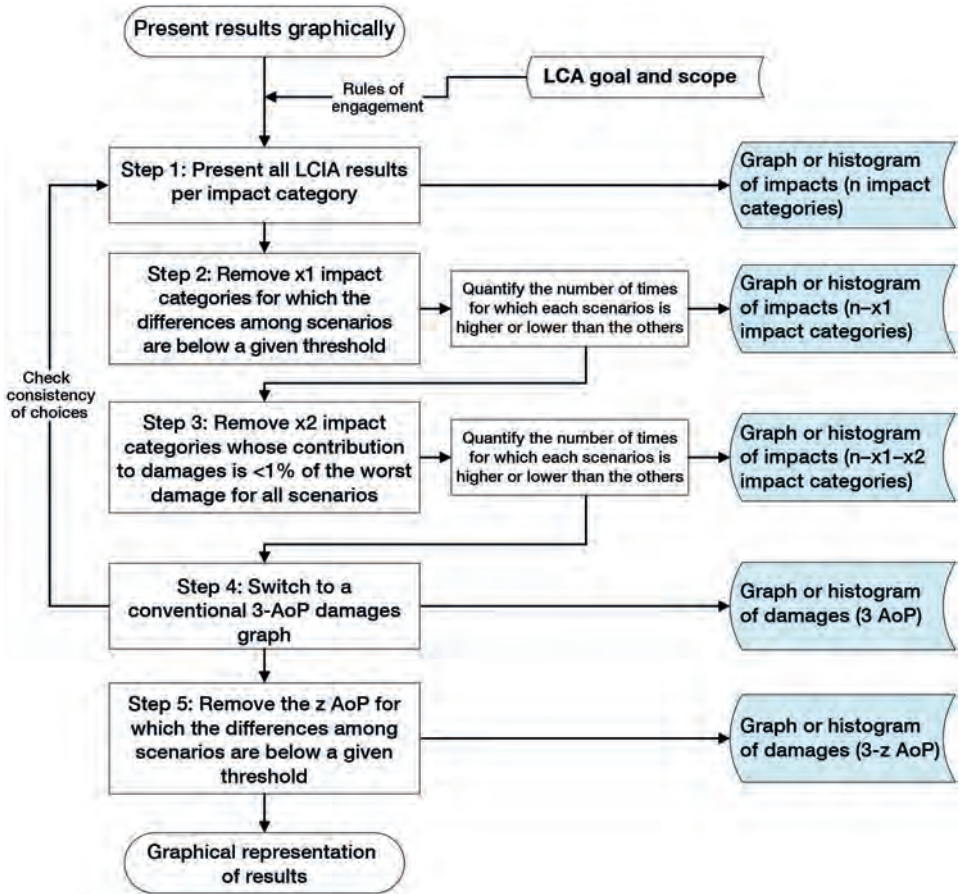 Present results graphically
LCA goal and scope
Rules of
engagement
Step 1: Present all LCIA results
per impact category
Graph or histogram
of impacts (n impact
categories)
Step 2: Remove x1 impact
categories for which the
differences among scenarios
are below a given threshold
Quantify the number of times
for which each scenarios is
higher or lower than the others
Graph or histogram
of impacts (n–x1
impact categories)
Check
consistency
of choices
Step 3: Remove x2 impact
categories whose contribution
to damages is <1% of the worst
damage for all scenarios
Quantify the number of times
for which each scenarios is
higher or lower than the others
Graph or histogram
of impacts (n–x1–x2
impact categories)
Step 4: Switch to a
conventional 3-AoP damages
graph
Graph or histogram
of damages (3 AoP)
Step 5: Remove the z AoP for
which the differences among
scenarios are below a given
threshold
Graph or histogram
of damages (3-z AoP)
Graphical representation
of results